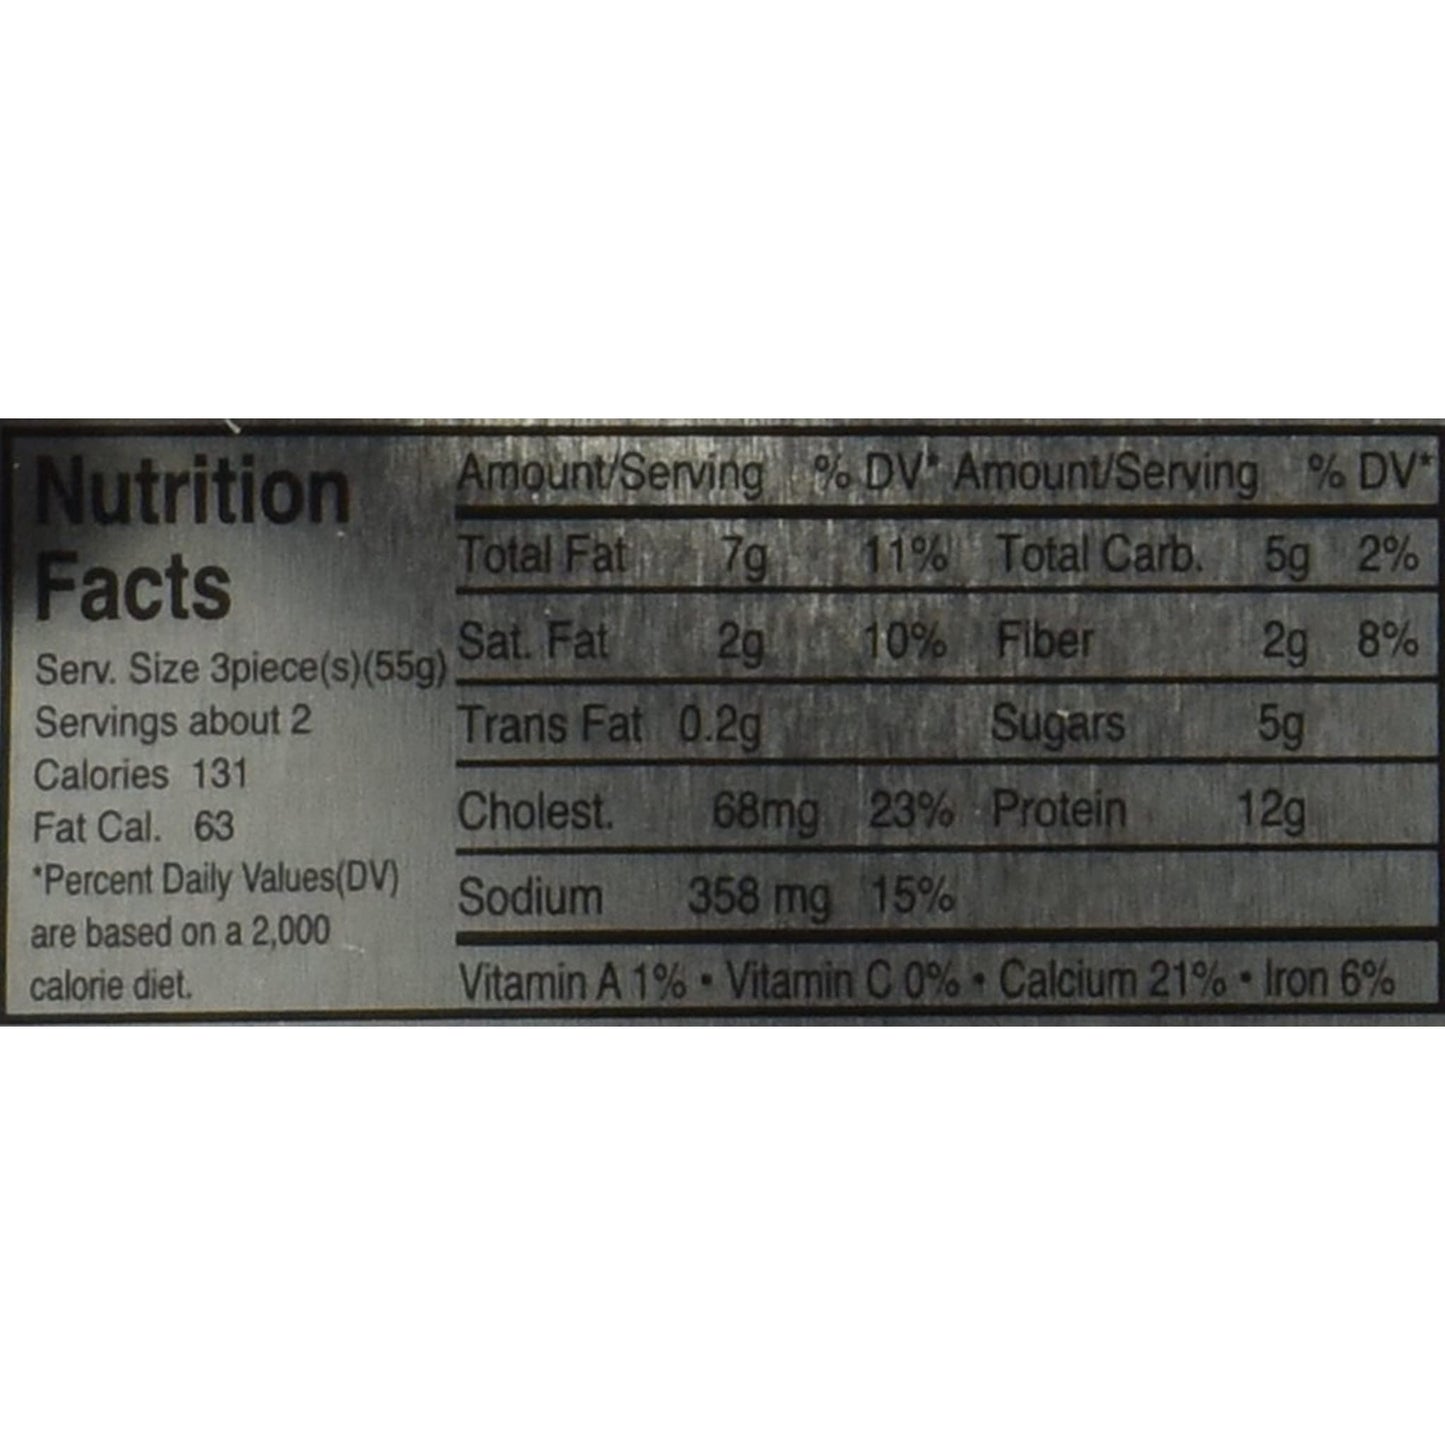 Nutrition
Facts
Serv. Size 3piece(s)(55g)
Servings about 2
Calories 131
Fat Cal. 63
*Percent Daily Values(DV)
are based on a 2,000
calorie diet.
Amount/Serving % DV* Amount/Serving % DV*
Total Fat 7g 11% Total Carb. 5g 2%
Sat. Fat 2g 10% Fiber 2g 8%
Trans Fat 0.2g Sugars 5g
Cholest. 68mg 23% Protein 12g
Sodium 358 mg 15%
Vitamin A 1% • Vitamin C 0% • Calcium 21% • Iron 6%